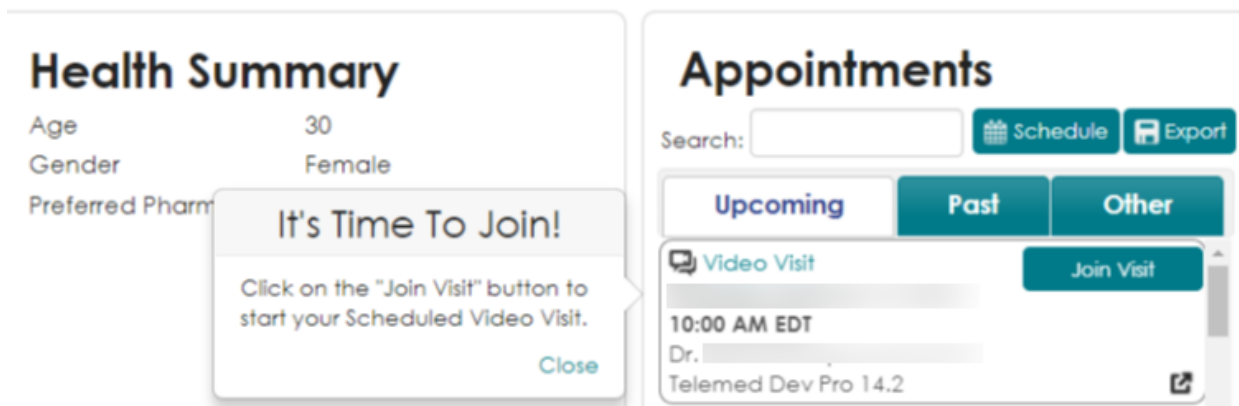 Health Summary
Age 30
Gender Female
Preferred Pharm
It's Time To Join!
Click on the "Join Visit" button to
start your Scheduled Video Visit.
Close
Appointments
Search: Schedule Export
Upcoming Past Other
Video Visit Join Visit
10:00 AM EDT
Dr.
Telemed Dev Pro 14.2